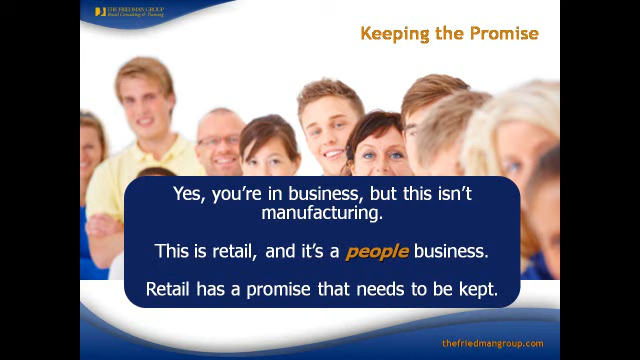 THE FRIEDMAN GROUP
Retail Consulting & Training
Keeping the Promise
Yes, you're in business, but this isn't
manufacturing.
This is retail, and it's a people business.
Retail has a promise that needs to be kept.
thefriedmangroup.com